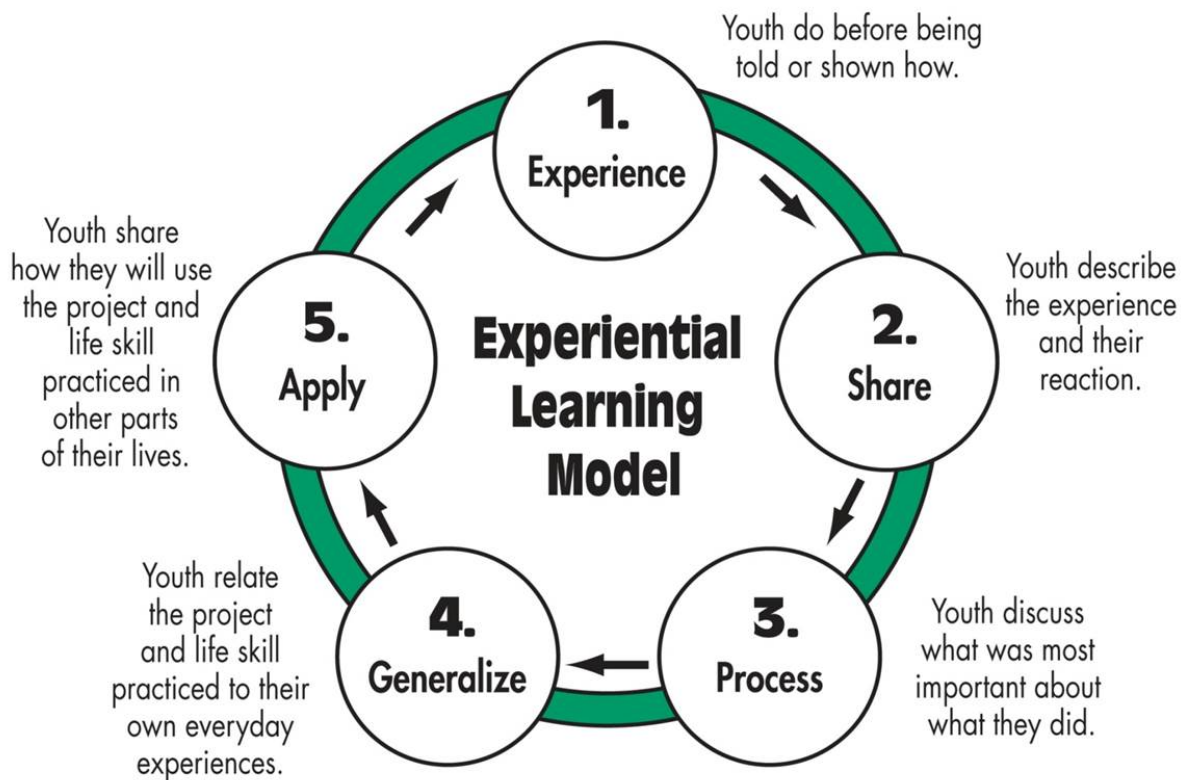 Experiential
Learning
Model
1.
Experience
Youth do before being
told or shown how.
2.
Share
Youth describe
the experience
and their
reaction.
3.
Process
Youth discuss
what was most
important about
what they did.
4.
Generalize
Youth relate
the project
and life skill
practiced to their
own everyday
experiences.
5.
Apply
Youth share
how they will use
the project and
life skill
practiced in
other parts
of their lives.